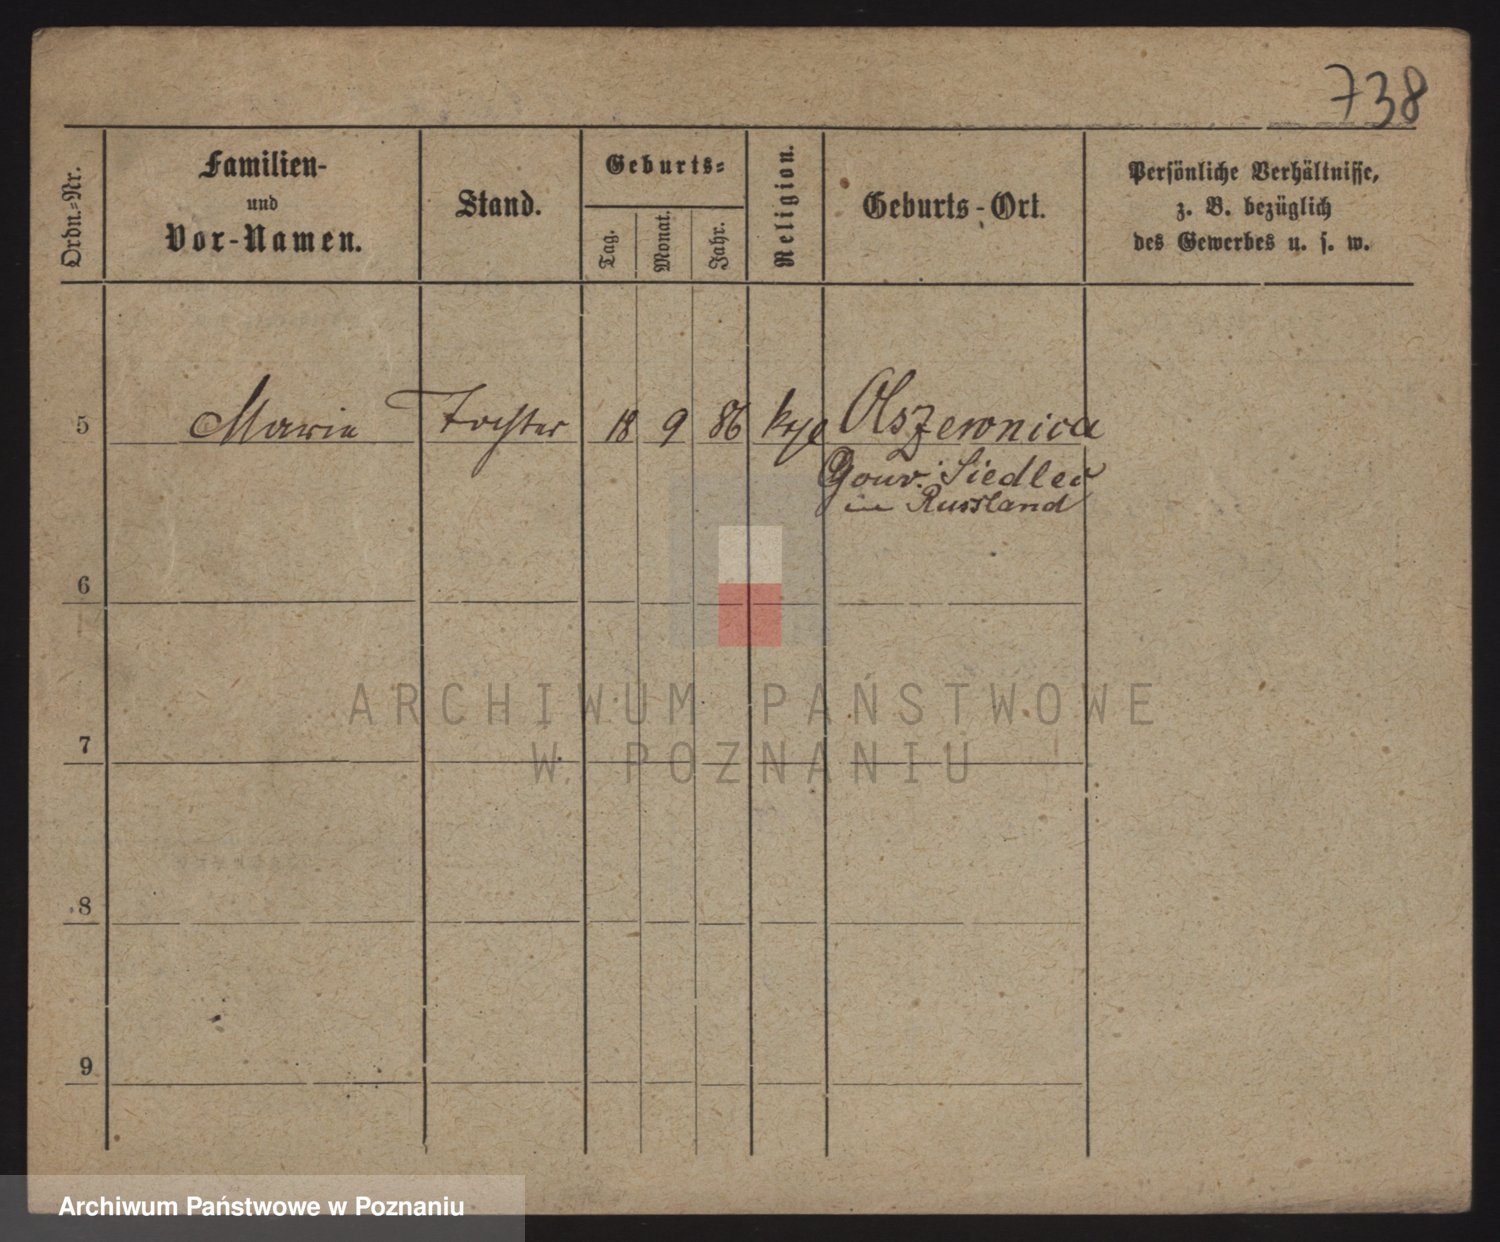 738
Ordn.-Nr.
Familien-
und
Vor-Namen.
Stand.
Geburts-
Tag.
Monat.
Jahr.
Religion.
Geburts-Ort.
Persönliche Verhältnisse,
z. B. bezüglich
des Gewerbes u. s. w.
5 Marie Tochter 18 9 86 Olszewnica
Gouv. Siedlec
in Russland
6
7
8
9
ARCHIWUM PAŃSTWOWE
W POZNANIU
Archiwum Państwowe w Poznaniu